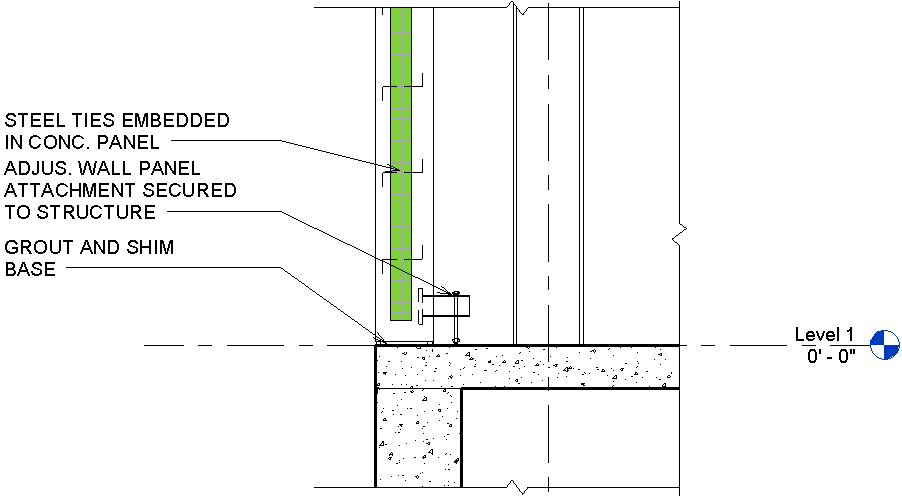 STEEL TIES EMBEDDED
IN CONC. PANEL
ADJUS. WALL PANEL
ATTACHMENT SECURED
TO STRUCTURE
GROUT AND SHIM
BASE
Level 1
0' - 0"